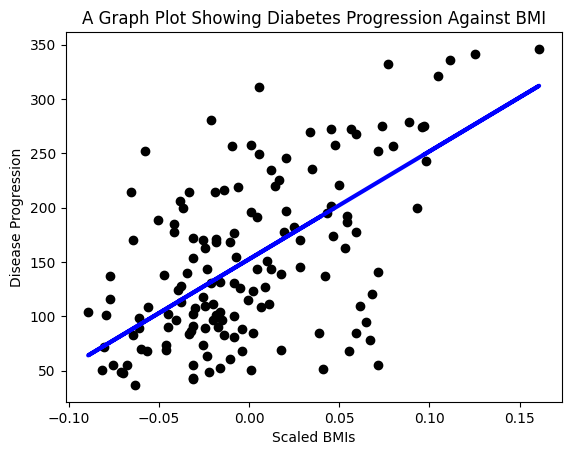 A Graph Plot Showing Diabetes Progression Against BMI
350
300
250
200
150
100
50
Disease Progression
−0.10 −0.05 0.00 0.05 0.10 0.15
Scaled BMIs